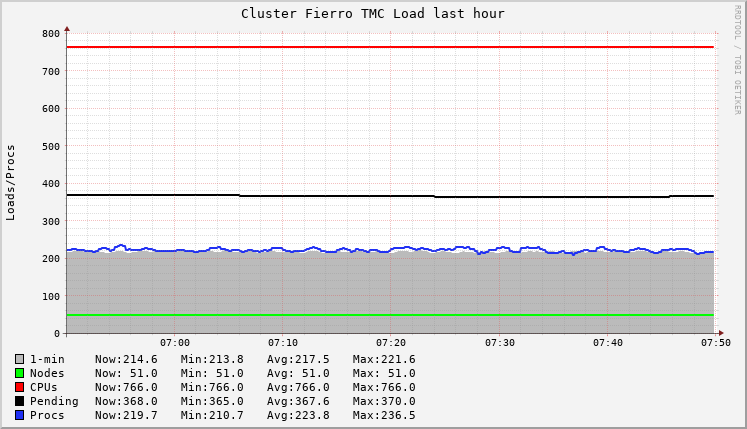 Cluster Fierro TMC Load last hour
RRDTOOL / TOBI OETIKER
Loads/Procs
800
700
600
500
400
300
200
100
0
07:00 07:10 07:20 07:30 07:40 07:50
1-min Now:214.6 Min:213.8 Avg:217.5 Max:221.6
Nodes Now: 51.0 Min: 51.0 Avg: 51.0 Max: 51.0
CPUs Now:766.0 Min:766.0 Avg:766.0 Max:766.0
Pending Now:368.0 Min:365.0 Avg:367.6 Max:370.0
Procs Now:219.7 Min:210.7 Avg:223.8 Max:236.5